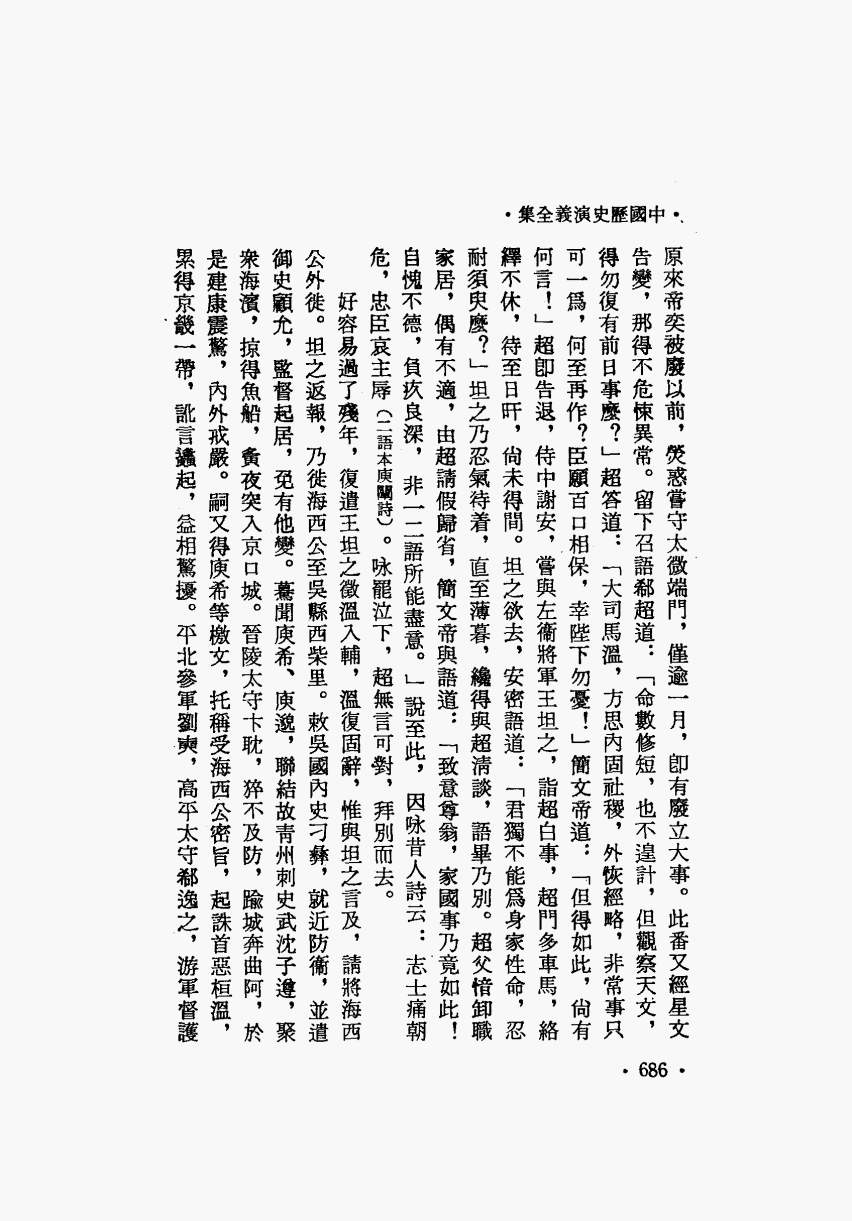 •中國歷史演義全集•
原來帝奕被廢以前，熒惑嘗守太微端門，僅逾一月，卽有廢立大事。此番又經星文
告變，那得不危悚異常。留下召語郗超道：「命數修短，也不遑計，但觀察天文，
得勿復有前日事麼？」超答道：「大司馬溫，方思內固社稷，外恢經略，非常事只
可一爲，何至再作？臣願百口相保，幸陛下勿憂！」簡文帝道：「但得如此，尙有
何言！」超卽告退，侍中謝安，嘗與左衞將軍王坦之，詣超白事，超門多車馬，絡
繹不休，待至日旰，尙未得間。坦之欲去，安密語道：「君獨不能爲身家性命，忍
耐須臾麼？」坦之乃忍氣待着，直至薄暮，纔得與超淸談，語畢乃別。超父愔卸職
家居，偶有不適，由超請假歸省，簡文帝與語道：「致意尊翁，家國事乃竟如此！
自愧不德，負疚良深，非一二語所能盡意。」說至此，因咏昔人詩云：志士痛朝
危，忠臣哀主辱（二語本庾闡詩）。咏罷泣下，超無言可對，拜別而去。
好容易過了殘年，復遣王坦之徵溫入輔，溫復固辭，惟與坦之言及，請將海西
公外徙。坦之返報，乃徙海西公至吳縣西柴里。敕吳國內史刁彝，就近防衞，並遣
御史顧允，監督起居，免有他變。驀聞庾希、庾邈，聯結故靑州刺史武沈子遵，聚
衆海濱，掠得魚船，夤夜突入京口城。晉陵太守卞耽，猝不及防，踰城奔曲阿，於
是建康震驚，內外戒嚴。嗣又得庾希等檄文，托稱受海西公密旨，起誅首惡桓溫，
累得京畿一帶，訛言蠭起，益相驚擾。平北參軍劉奭，高平太守郗逸之，游軍督護
•686•